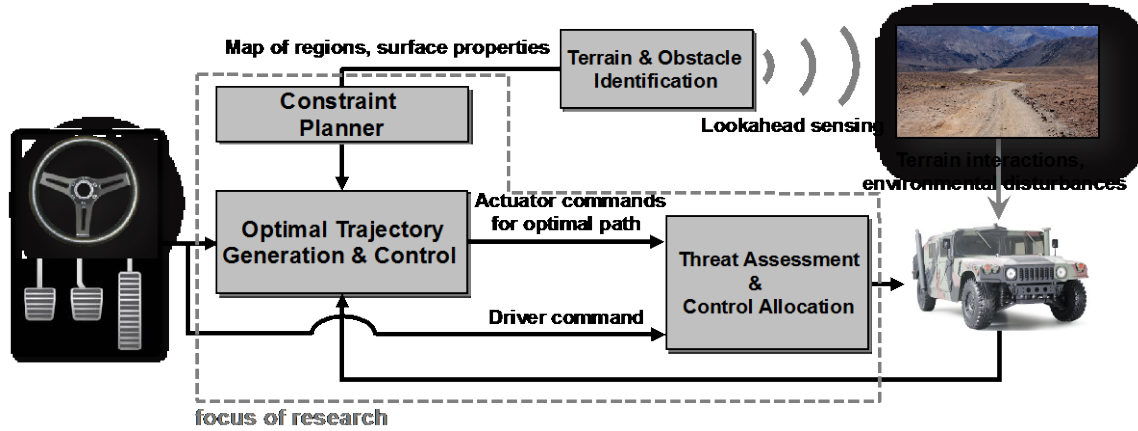 Map of regions, surface properties
Terrain & Obstacle
Identification
Constraint
Planner
Lookahead sensing
Terrain interactions,
environmental disturbances
Optimal Trajectory
Generation & Control
Actuator commands
for optimal path
Threat Assessment
&
Control Allocation
Driver command
focus of research